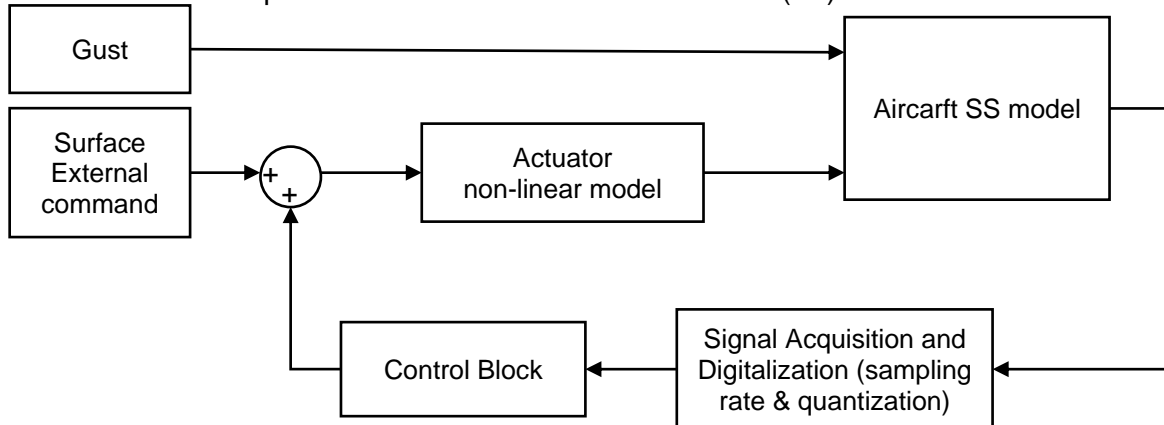 Gust
Aircarft SS model
Surface
External
command
+
+
Actuator
non-linear model
Control Block
Signal Acquisition and
Digitalization (sampling
rate & quantization)